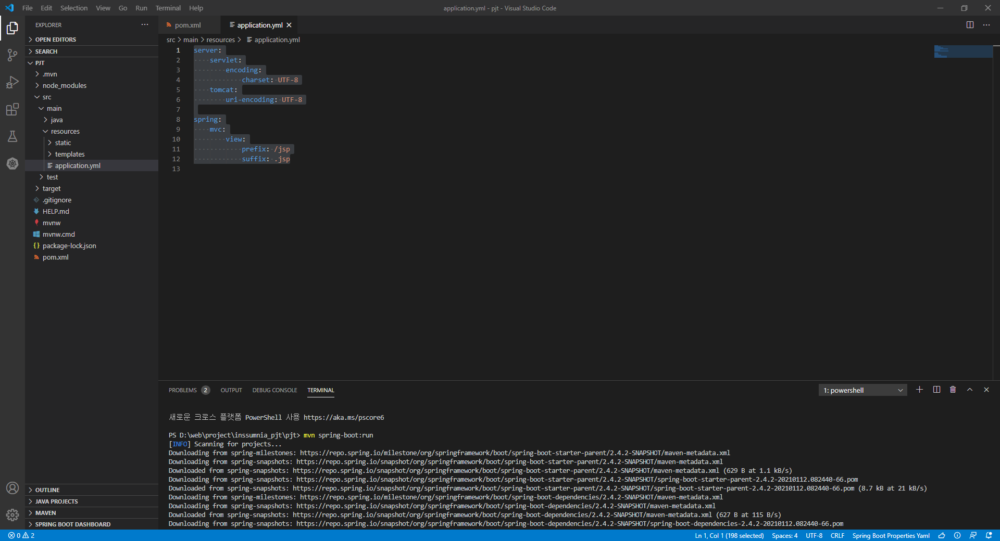 File Edit Selection View Go Run Terminal Help
application.yml - pjt - Visual Studio Code
EXPLORER
OPEN EDITORS
SEARCH
PJT
.mvn
node_modules
src
main
java
resources
static
templates
application.yml
test
target
.gitignore
HELP.md
mvnw
mvnw.cmd
package-lock.json
pom.xml
OUTLINE
JAVA PROJECTS
MAVEN
SPRING BOOT DASHBOARD
pom.xml application.yml
src > main > resources > application.yml
1 server:
2 servlet:
3 encoding:
4 charset: UTF-8
5 tomcat:
6 uri-encoding: UTF-8
7
8 spring:
9 mvc:
10 view:
11 prefix: /jsp
12 suffix: .jsp
13
PROBLEMS 2 OUTPUT DEBUG CONSOLE TERMINAL 1: powershell
새로운 크로스 플랫폼 PowerShell 사용 https://aka.ms/pscore6
PS D:\web\project\inssumnia_pjt\pjt> mvn spring-boot:run
[INFO] Scanning for projects...
Downloading from spring-milestones: https://repo.spring.io/milestone/org/springframework/boot/spring-boot-starter-parent/2.4.2-SNAPSHOT/maven-metadata.xml
Downloading from spring-snapshots: https://repo.spring.io/snapshot/org/springframework/boot/spring-boot-starter-parent/2.4.2-SNAPSHOT/maven-metadata.xml
Downloaded from spring-snapshots: https://repo.spring.io/snapshot/org/springframework/boot/spring-boot-starter-parent/2.4.2-SNAPSHOT/maven-metadata.xml (629 B at 1.1 kB/s)
Downloading from spring-snapshots: https://repo.spring.io/snapshot/org/springframework/boot/spring-boot-starter-parent/2.4.2-SNAPSHOT/spring-boot-starter-parent-2.4.2-20210112.082440-66.pom
Downloaded from spring-snapshots: https://repo.spring.io/snapshot/org/springframework/boot/spring-boot-starter-parent/2.4.2-SNAPSHOT/spring-boot-starter-parent-2.4.2-20210112.082440-66.pom (8.7 kB at 21 kB/s)
Downloading from spring-milestones: https://repo.spring.io/milestone/org/springframework/boot/spring-boot-dependencies/2.4.2-SNAPSHOT/maven-metadata.xml
Downloading from spring-snapshots: https://repo.spring.io/snapshot/org/springframework/boot/spring-boot-dependencies/2.4.2-SNAPSHOT/maven-metadata.xml
Downloaded from spring-snapshots: https://repo.spring.io/snapshot/org/springframework/boot/spring-boot-dependencies/2.4.2-SNAPSHOT/maven-metadata.xml (627 B at 115 B/s)
Downloading from spring-snapshots: https://repo.spring.io/snapshot/org/springframework/boot/spring-boot-dependencies/2.4.2-SNAPSHOT/spring-boot-dependencies-2.4.2-20210112.082440-66.pom
0 2 Ln 1, Col 1 (198 selected) Spaces: 4 UTF-8 CRLF Spring Boot Properties Yaml